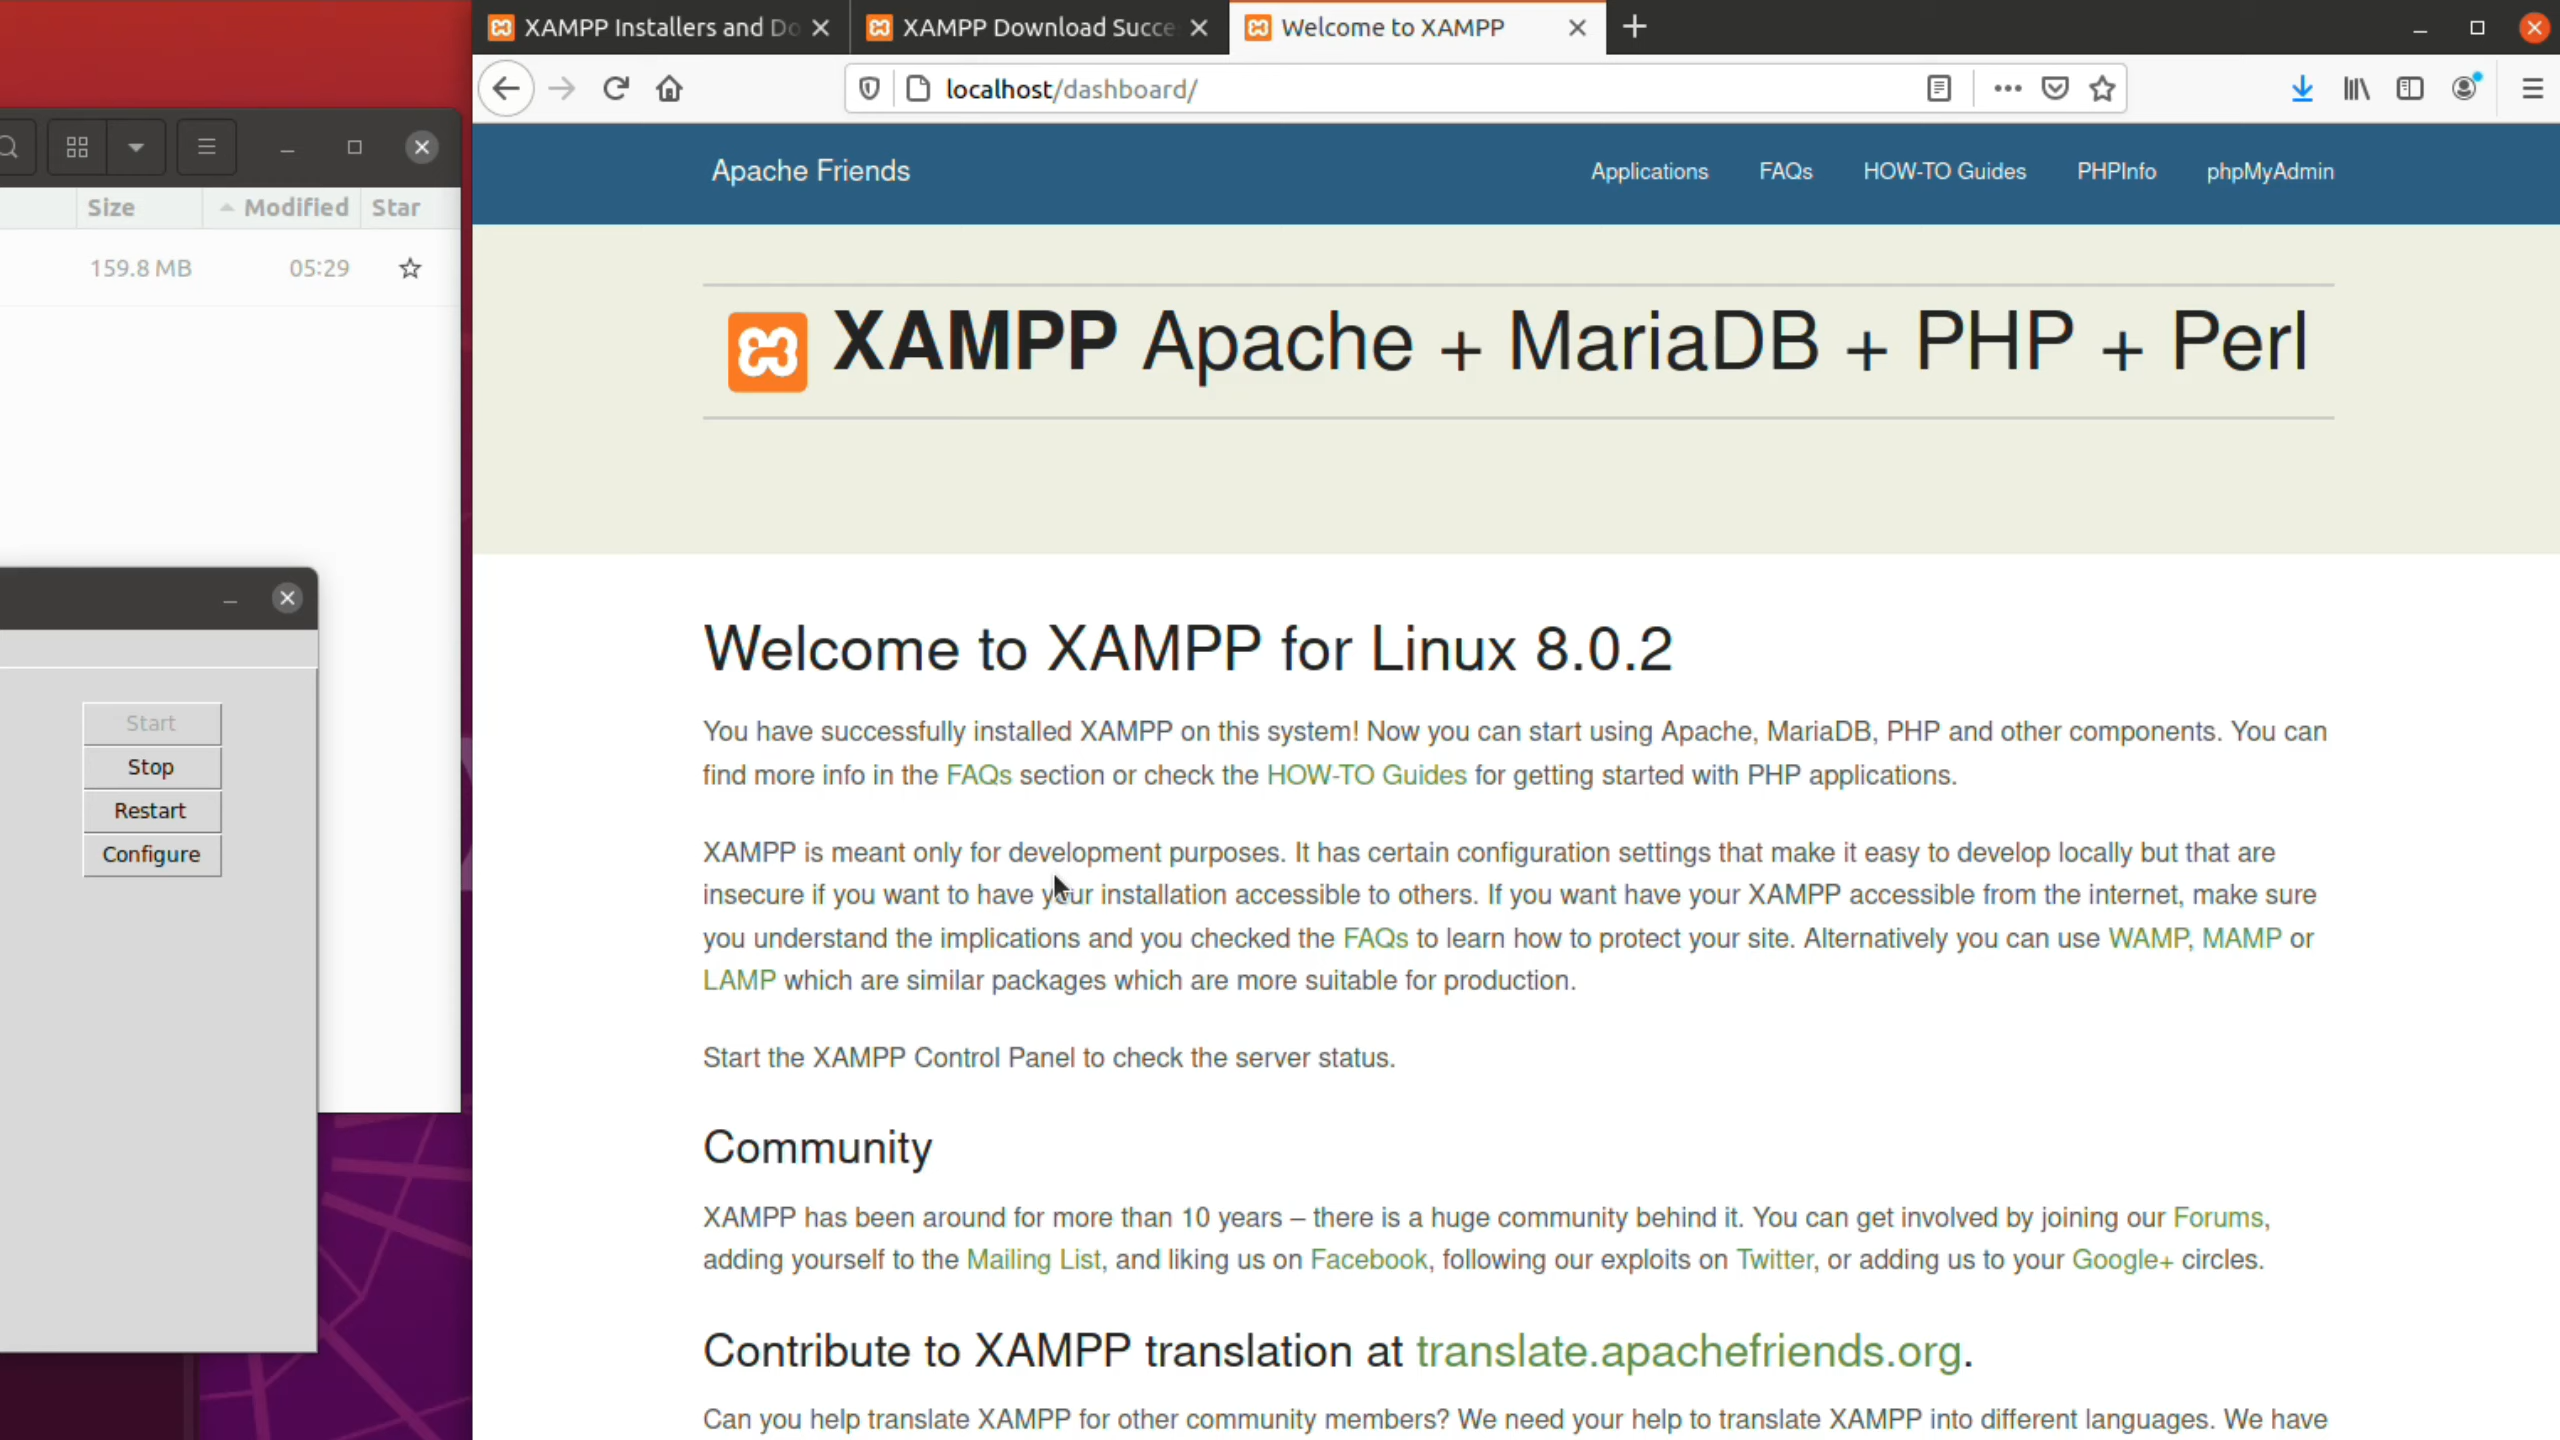 XAMPP Installers and Do
XAMPP Download Succe
Welcome to XAMPP
localhost/dashboard/
Size Modified Star
159.8 MB 05:29
Start
Stop
Restart
Configure
Apache Friends Applications FAQs HOW-TO Guides PHPInfo phpMyAdmin
XAMPP Apache + MariaDB + PHP + Perl
Welcome to XAMPP for Linux 8.0.2
You have successfully installed XAMPP on this system! Now you can start using Apache, MariaDB, PHP and other components. You can
find more info in the FAQs section or check the HOW-TO Guides for getting started with PHP applications.
XAMPP is meant only for development purposes. It has certain configuration settings that make it easy to develop locally but that are
insecure if you want to have your installation accessible to others. If you want have your XAMPP accessible from the internet, make sure
you understand the implications and you checked the FAQs to learn how to protect your site. Alternatively you can use WAMP, MAMP or
LAMP which are similar packages which are more suitable for production.
Start the XAMPP Control Panel to check the server status.
Community
XAMPP has been around for more than 10 years – there is a huge community behind it. You can get involved by joining our Forums,
adding yourself to the Mailing List, and liking us on Facebook, following our exploits on Twitter, or adding us to your Google+ circles.
Contribute to XAMPP translation at translate.apachefriends.org.
Can you help translate XAMPP for other community members? We need your help to translate XAMPP into different languages. We have